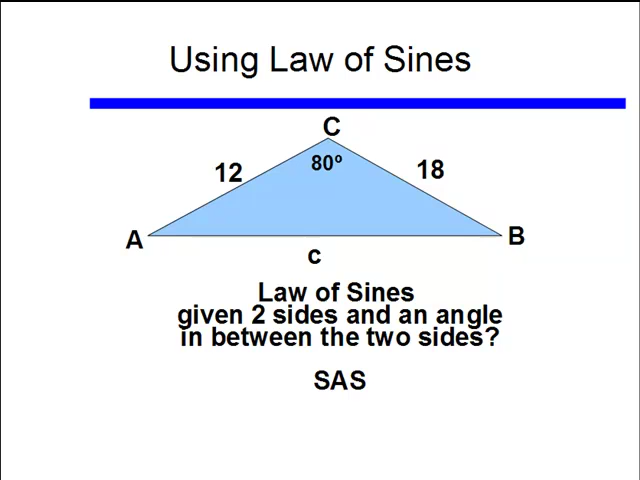 Using Law of Sines
C
80º
12
18
A
B
c
Law of Sines
given 2 sides and an angle
in between the two sides?
SAS